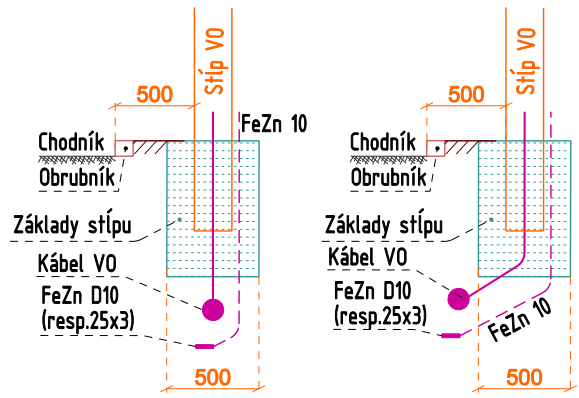 Stĺp VO
500
FeZn 10
Chodník
Obrubník
Základy stĺpu
Kábel VO
FeZn D10
(resp.25x3)
500
Stĺp VO
500
Chodník
Obrubník
Základy stĺpu
Kábel VO
FeZn D10
(resp.25x3)
FeZn 10
500